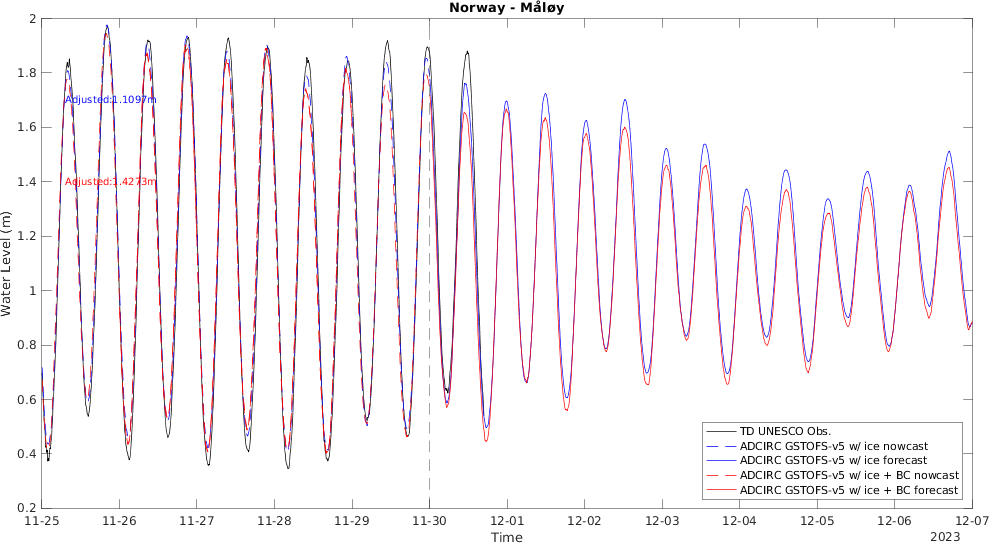 Norway - Måløy
2
1.8
1.6
1.4
1.2
1
0.8
0.6
0.4
0.2
Water Level (m)
Adjusted:1.1097m
Adjusted:1.4273m
TD UNESCO Obs.
ADCIRC GSTOFS-v5 w/ ice nowcast
ADCIRC GSTOFS-v5 w/ ice forecast
ADCIRC GSTOFS-v5 w/ ice + BC nowcast
ADCIRC GSTOFS-v5 w/ ice + BC forecast
11-25 11-26 11-27 11-28 11-29 11-30 12-01 12-02 12-03 12-04 12-05 12-06 12-07
Time
2023